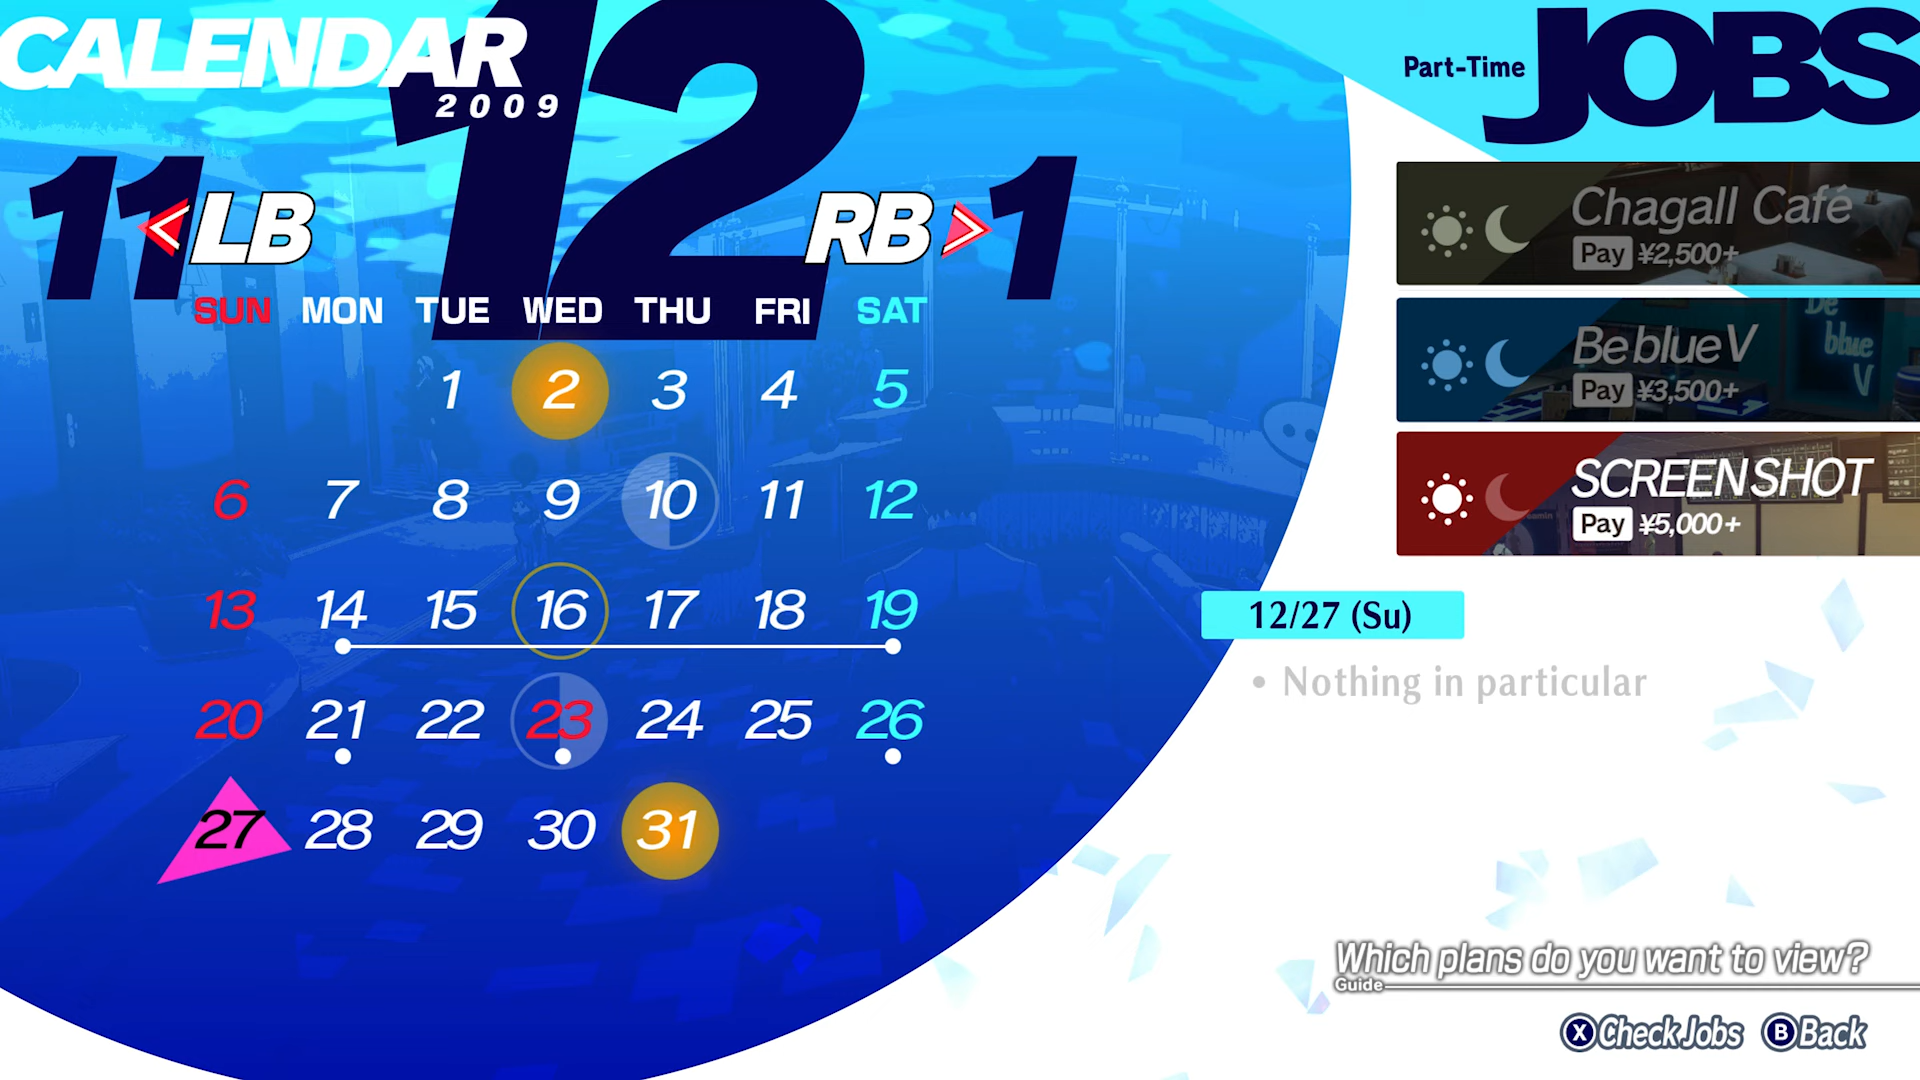 CALENDAR
2009
11 LB 12 RB 1
SUN MON TUE WED THU FRI SAT
1 2 3 4 5
6 7 8 9 10 11 12
13 14 15 16 17 18 19
20 21 22 23 24 25 26
27 28 29 30 31
Part-Time JOBS
Chagall Café
Pay ¥2,500+
Be blue V
Pay ¥3,500+
Be
blue
V
SCREEN SHOT
Pay ¥5,000+
12/27 (Su)
• Nothing in particular
Which plans do you want to view?
Guide
X Check Jobs B Back